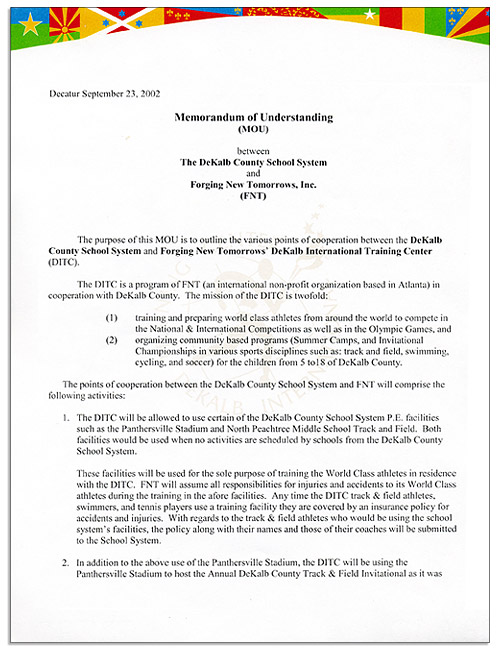 Decatur September 23, 2002
Memorandum of Understanding
(MOU)
between
The DeKalb County School System
and
Forging New Tomorrows, Inc.
(FNT)
The purpose of this MOU is to outline the various points of cooperation between the DeKalb
County School System and Forging New Tomorrows' DeKalb International Training Center
(DITC).
The DITC is a program of FNT (an international non-profit organization based in Atlanta) in
cooperation with DeKalb County. The mission of the DITC is twofold:
(1) training and preparing world class athletes from around the world to compete in
the National & International Competitions as well as in the Olympic Games, and
(2) organizing community based programs (Summer Camps, and Invitational
Championships in various sports disciplines such as: track and field, swimming,
cycling, and soccer) for the children from 5 to18 of DeKalb County.
The points of cooperation between the DeKalb County School System and FNT will comprise the
following activities:
1. The DITC will be allowed to use certain of the DeKalb County School System P.E. facilities
such as the Panthersville Stadium and North Peachtree Middle School Track and Field. Both
facilities would be used when no activities are scheduled by schools from the DeKalb County
School System.
These facilities will be used for the sole purpose of training the World Class athletes in residence
with the DITC. FNT will assume all responsibilities for injuries and accidents to its World Class
athletes during the training in the afore facilities. Any time the DITC track & field athletes,
swimmers, and tennis players use a training facility they are covered by an insurance policy for
accidents and injuries. With regards to the track & field athletes who would be using the school
system's facilities, the policy along with their names and those of their coaches will be submitted
to the School System.
2. In addition to the above use of the Panthersville Stadium, the DITC will be using the
Panthersville Stadium to host the Annual DeKalb County Track & Field Invitational as it was